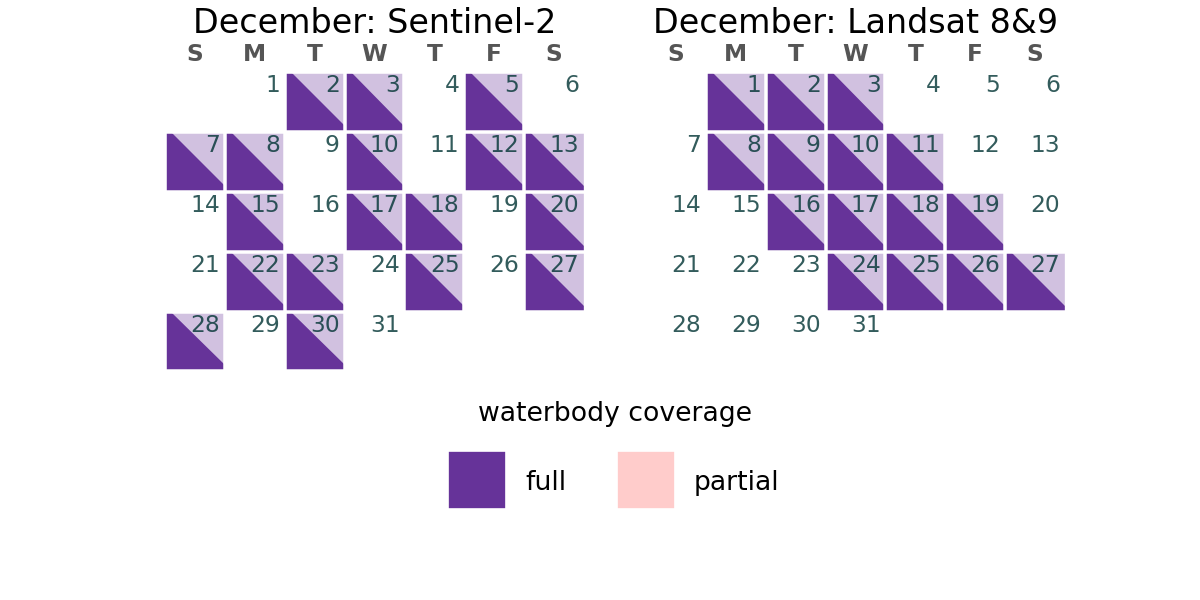 December: Sentinel-2
S M T W T F S
1 2 3 4 5 6
7 8 9 10 11 12 13
14 15 16 17 18 19 20
21 22 23 24 25 26 27
28 29 30 31
December: Landsat 8&9
S M T W T F S
1 2 3 4 5 6
7 8 9 10 11 12 13
14 15 16 17 18 19 20
21 22 23 24 25 26 27
28 29 30 31
waterbody coverage
full partial